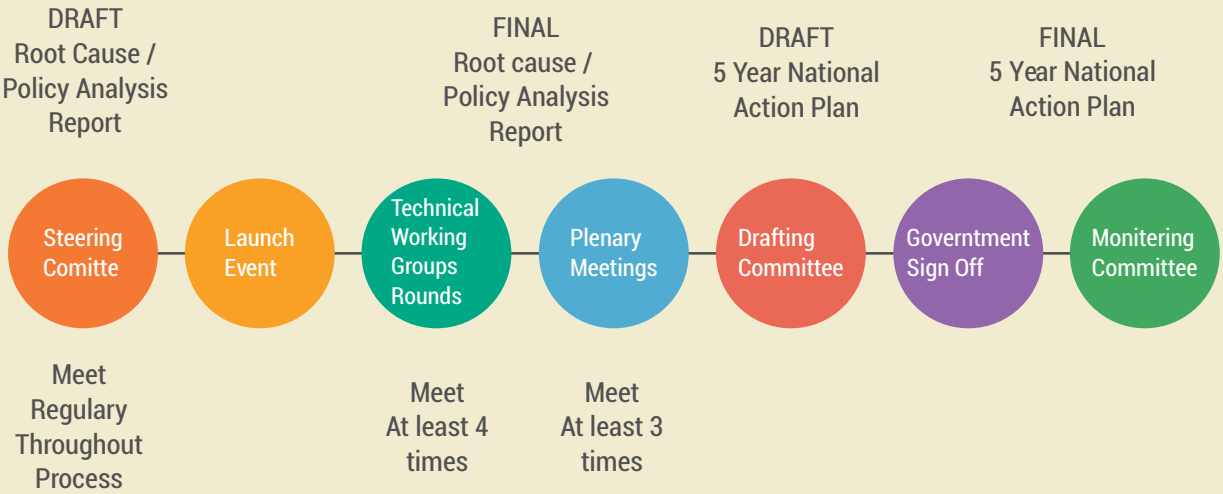 DRAFT
Root Cause /
Policy Analysis
Report
FINAL
Root cause /
Policy Analysis
Report
DRAFT
5 Year National
Action Plan
FINAL
5 Year National
Action Plan
Steering
Comitte
Launch
Event
Technical
Working
Groups
Rounds
Plenary
Meetings
Drafting
Committee
Governtment
Sign Off
Monitering
Committee
Meet
Regulary
Throughout
Process
Meet
At least 4
times
Meet
At least 3
times